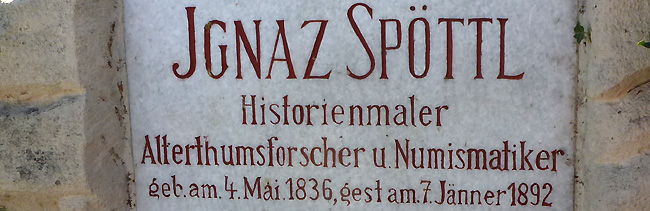 JGNAZ SPÖTTL
Historienmaler
Alterthumsforscher u. Numismatiker
geb. am. 4. Mai. 1836, gest am. 7. Jänner 1892